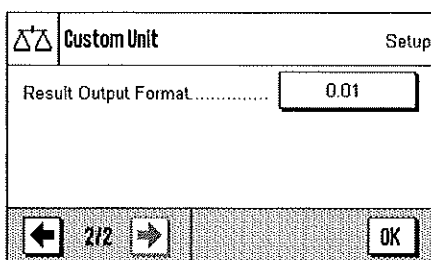 Custom Unit Setup
Result Output Format.............. 0.01
2/2 OK